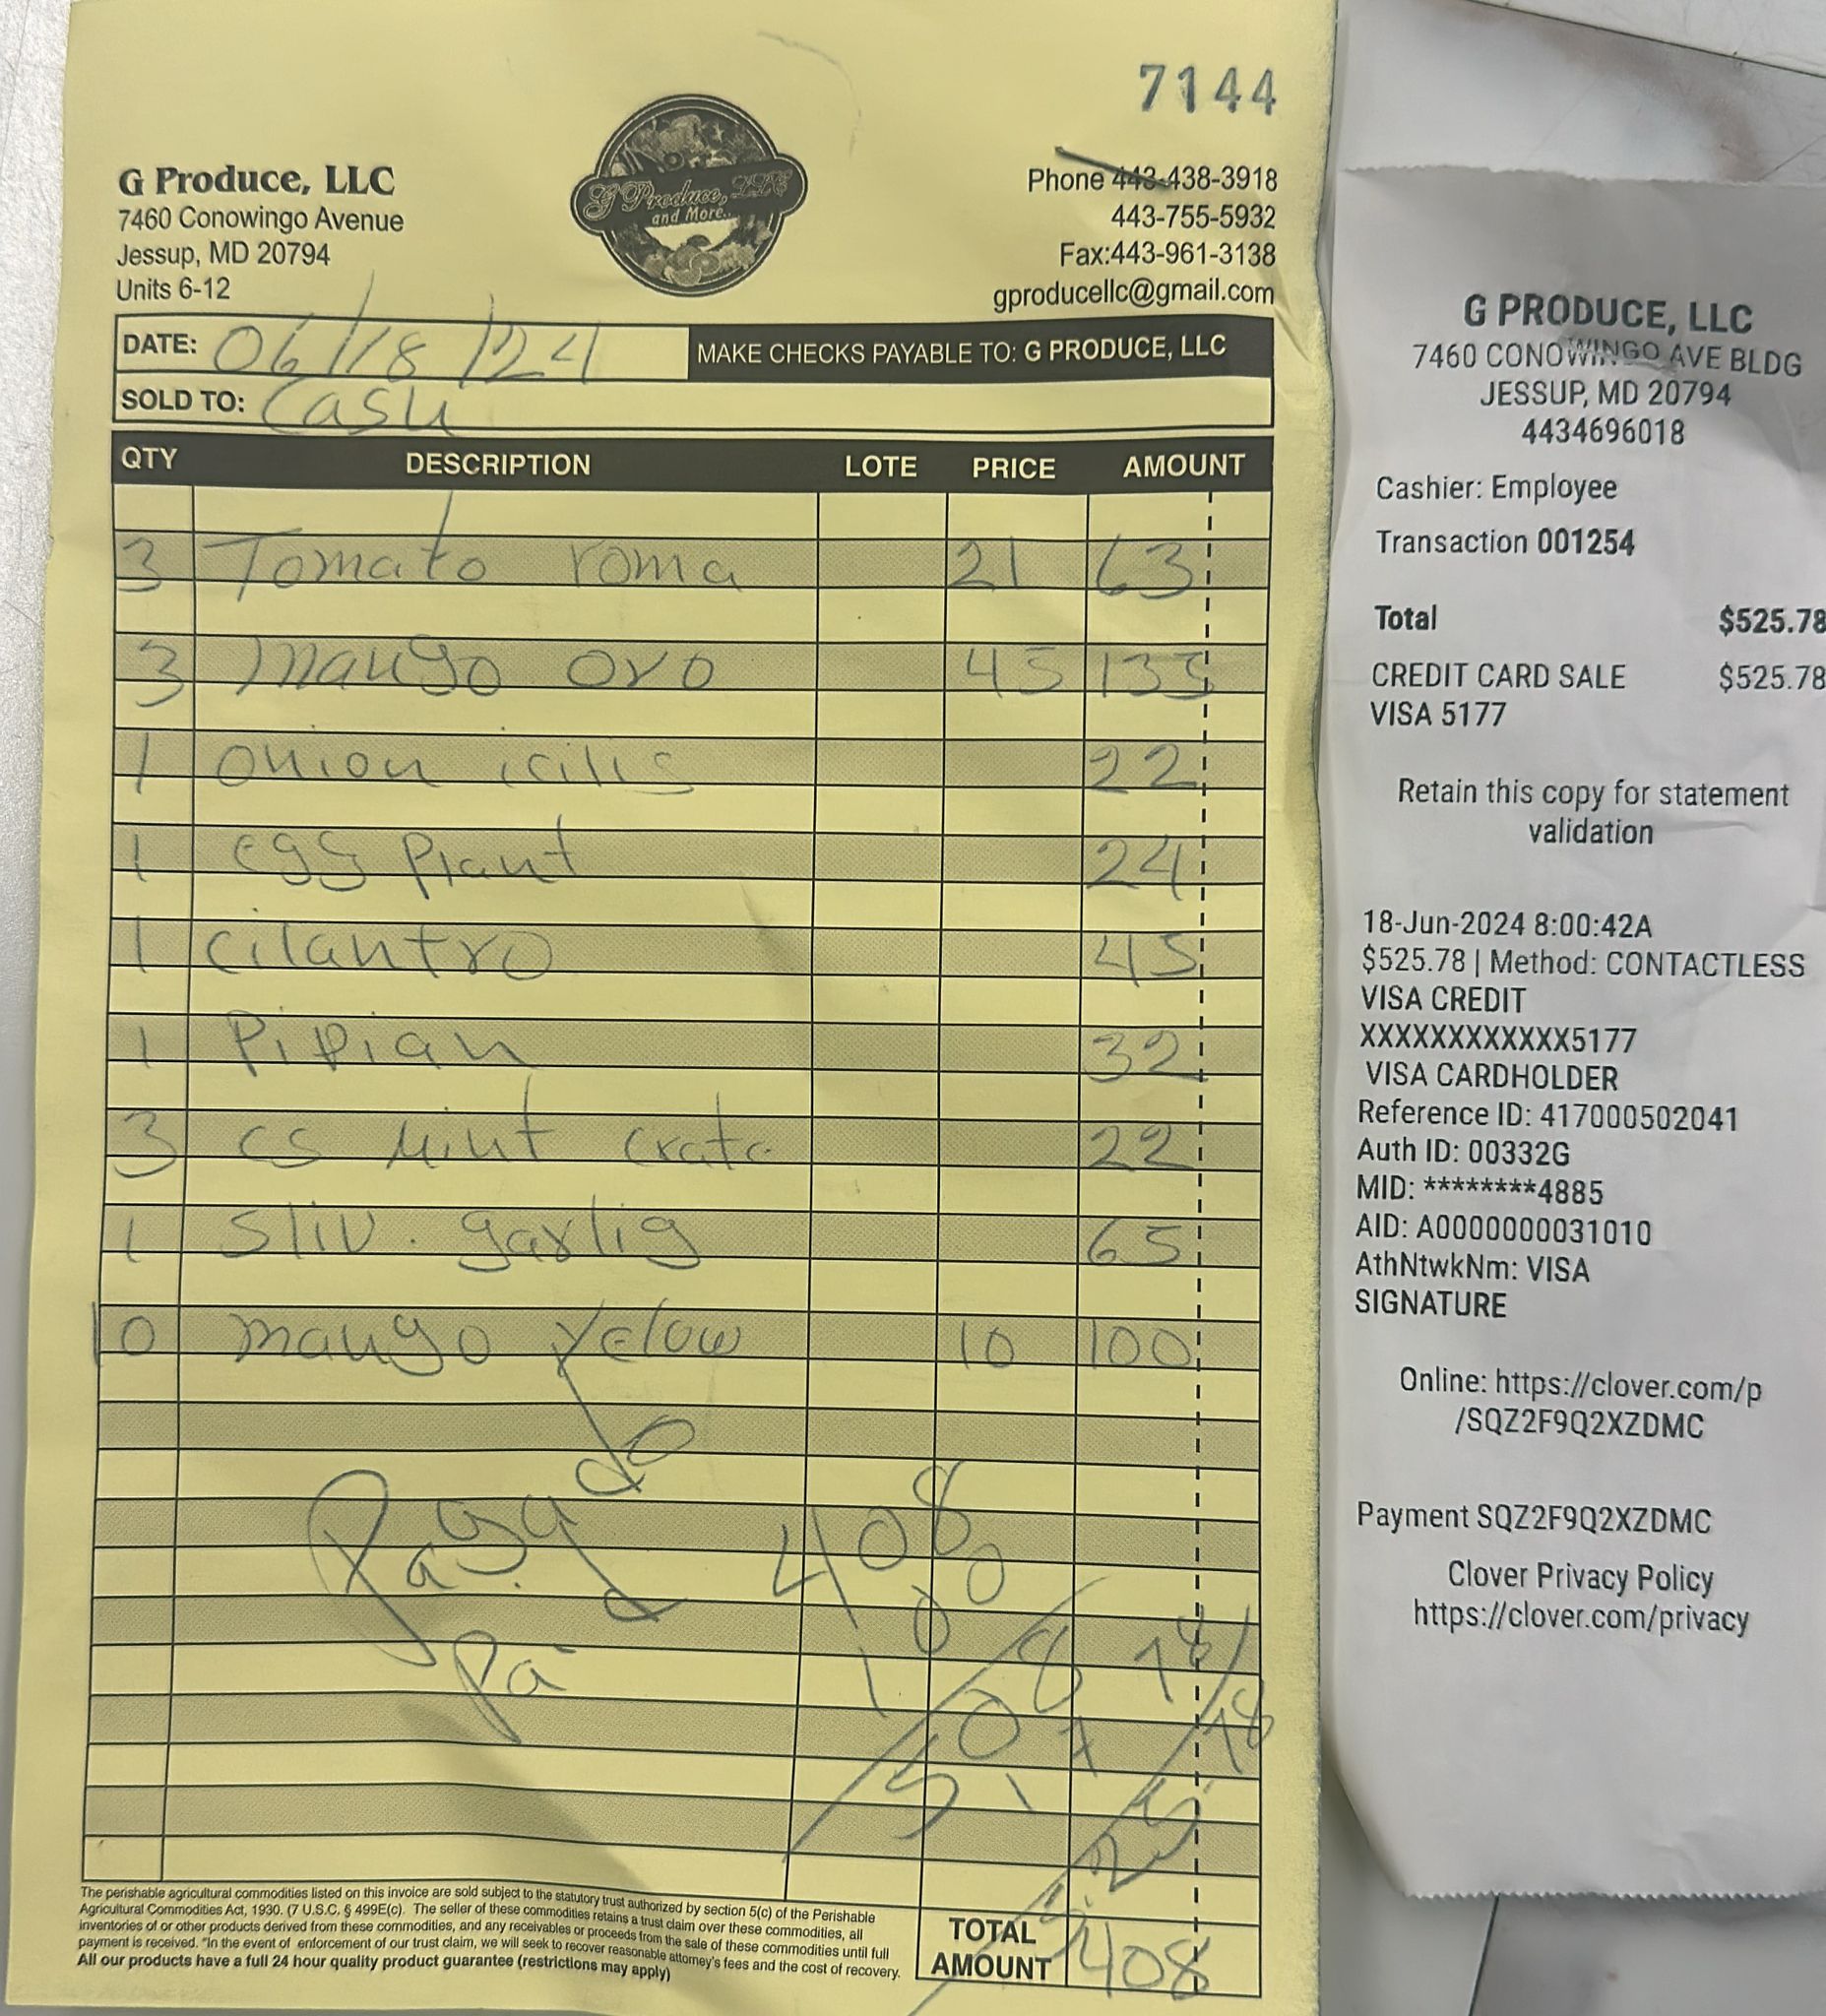 7144
G Produce, LLC
7460 Conowingo Avenue
Jessup, MD 20794
Units 6-12
G Produce, LLC
and More..
Phone 443-438-3918
443-755-5932
Fax:443-961-3138
gproducellc@gmail.com
DATE: 06/18/24
MAKE CHECKS PAYABLE TO: G PRODUCE, LLC
SOLD TO: Cash
QTY DESCRIPTION LOTE PRICE AMOUNT
3 Tomato roma 21 63
3 mango oro 45 135
1 onion 22
1 egg Plant 24
1 cilantro 45
1 Pipian 32
3 cs Mint crate 22
1 Sliv. garlig 65
10 mango yelow 10 100
Pagado
408
100
Pa
508
17.78
525.78
TOTAL AMOUNT 408
The perishable agricultural commodities listed on this invoice are sold subject to the statutory trust authorized by section 5(c) of the Perishable
Agricultural Commodities Act, 1930. (7 U.S.C. § 499E(c). The seller of these commodities retains a trust claim over these commodities, all
inventories of or other products derived from these commodities, and any receivables or proceeds from the sale of these commodities until full
payment is received. "In the event of enforcement of our trust claim, we will seek to recover reasonable attorney's fees and the cost of recovery.
All our products have a full 24 hour quality product guarantee (restrictions may apply)
G PRODUCE, LLC
7460 CONOWINGO AVE BLDG
JESSUP, MD 20794
4434696018
Cashier: Employee
Transaction 001254
Total $525.78
CREDIT CARD SALE $525.78
VISA 5177
Retain this copy for statement
validation
18-Jun-2024 8:00:42A
$525.78 | Method: CONTACTLESS
VISA CREDIT
XXXXXXXXXXXX5177
VISA CARDHOLDER
Reference ID: 417000502041
Auth ID: 00332G
MID: ********4885
AID: A0000000031010
AthNtwkNm: VISA
SIGNATURE
Online: https://clover.com/p
/SQZ2F9Q2XZDMC
Payment SQZ2F9Q2XZDMC
Clover Privacy Policy
https://clover.com/privacy